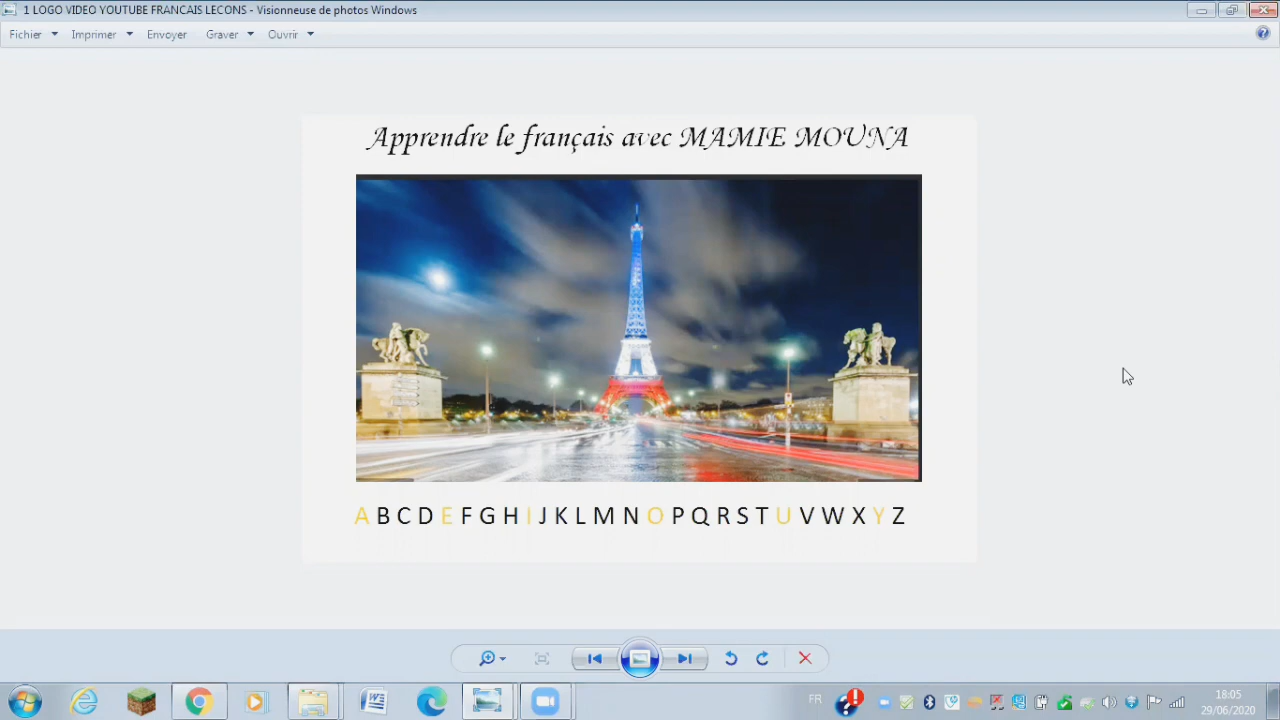 1 LOGO VIDEO YOUTUBE FRANCAIS LECONS - Visionneuse de photos Windows
Fichier Imprimer Envoyer Graver Ouvrir
Apprendre le français avec MAMIE MOUNA
A B C D E F G H I J K L M N O P Q R S T U V W X Y Z
FR
18:05
29/06/2020